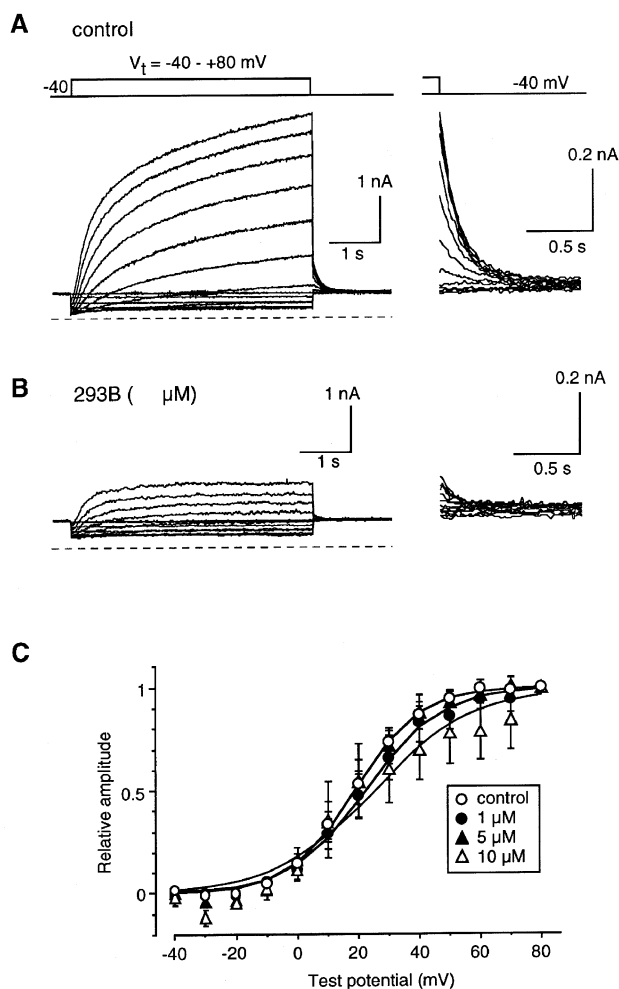 A
control
Vt = -40 - +80 mV
-40
-40 mV
0.2 nA
1 nA
1 s
0.5 s
B
293B ( µM)
1 nA
1 s
0.2 nA
0.5 s
C
Relative amplitude
1
0.5
0
control
1 µM
5 µM
10 µM
-40 -20 0 20 40 60 80
Test potential (mV)